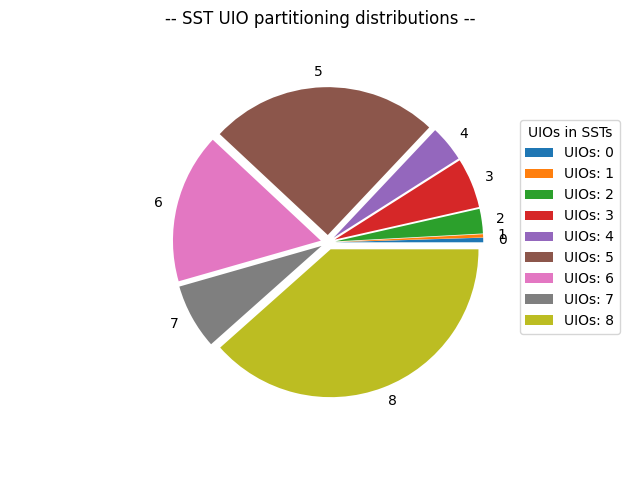 -- SST UIO partitioning distributions --
5
4
3
6
2
1
0
7
8
UIOs in SSTs
UIOs: 0
UIOs: 1
UIOs: 2
UIOs: 3
UIOs: 4
UIOs: 5
UIOs: 6
UIOs: 7
UIOs: 8